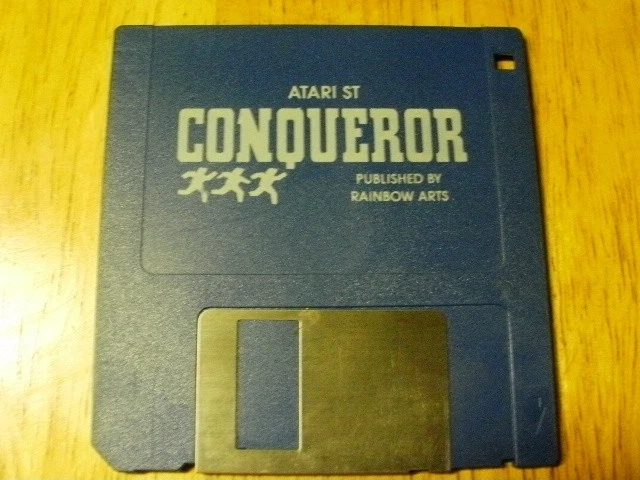 ATARI ST
CONQUEROR
PUBLISHED BY
RAINBOW ARTS